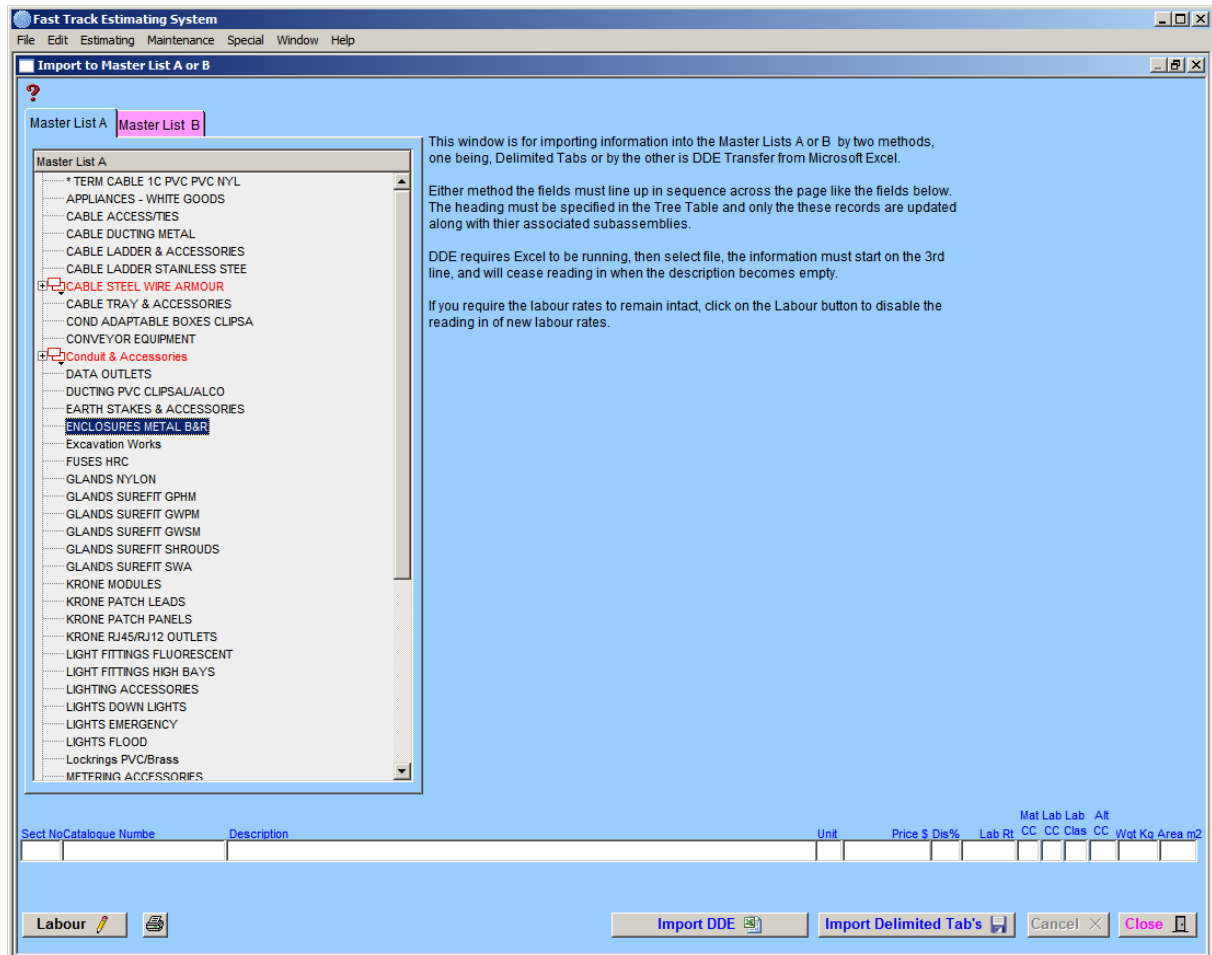 Fast Track Estimating System
File Edit Estimating Maintenance Special Window Help
Import to Master List A or B
?
Master List A Master List B
Master List A
* TERM CABLE 1C PVC PVC NYL
APPLIANCES - WHITE GOODS
CABLE ACCESS/TIES
CABLE DUCTING METAL
CABLE LADDER & ACCESSORIES
CABLE LADDER STAINLESS STEE
CABLE STEEL WIRE ARMOUR
CABLE TRAY & ACCESSORIES
COND ADAPTABLE BOXES CLIPSA
CONVEYOR EQUIPMENT
Conduit & Accessories
DATA OUTLETS
DUCTING PVC CLIPSAL/ALCO
EARTH STAKES & ACCESSORIES
ENCLOSURES METAL B&R
Excavation Works
FUSES HRC
GLANDS NYLON
GLANDS SUREFIT GPHM
GLANDS SUREFIT GWPM
GLANDS SUREFIT GWSM
GLANDS SUREFIT SHROUDS
GLANDS SUREFIT SWA
KRONE MODULES
KRONE PATCH LEADS
KRONE PATCH PANELS
KRONE RJ45/RJ12 OUTLETS
LIGHT FITTINGS FLUORESCENT
LIGHT FITTINGS HIGH BAYS
LIGHTING ACCESSORIES
LIGHTS DOWN LIGHTS
LIGHTS EMERGENCY
LIGHTS FLOOD
Lockrings PVC/Brass
METERING ACCESSORIES
This window is for importing information into the Master Lists A or B by two methods,
one being, Delimited Tabs or by the other is DDE Transfer from Microsoft Excel.
Either method the fields must line up in sequence across the page like the fields below.
The heading must be specified in the Tree Table and only the these records are updated
along with thier associated subassemblies.
DDE requires Excel to be running, then select file, the information must start on the 3rd
line, and will cease reading in when the description becomes empty.
If you require the labour rates to remain intact, click on the Labour button to disable the
reading in of new labour rates.
Mat Lab Lab Alt
Sect No Catalogue Numbe Description Unit Price $ Dis% Lab Rt CC CC Clas CC Wgt Kg Area m2
Labour Import DDE Import Delimited Tab's Cancel Close